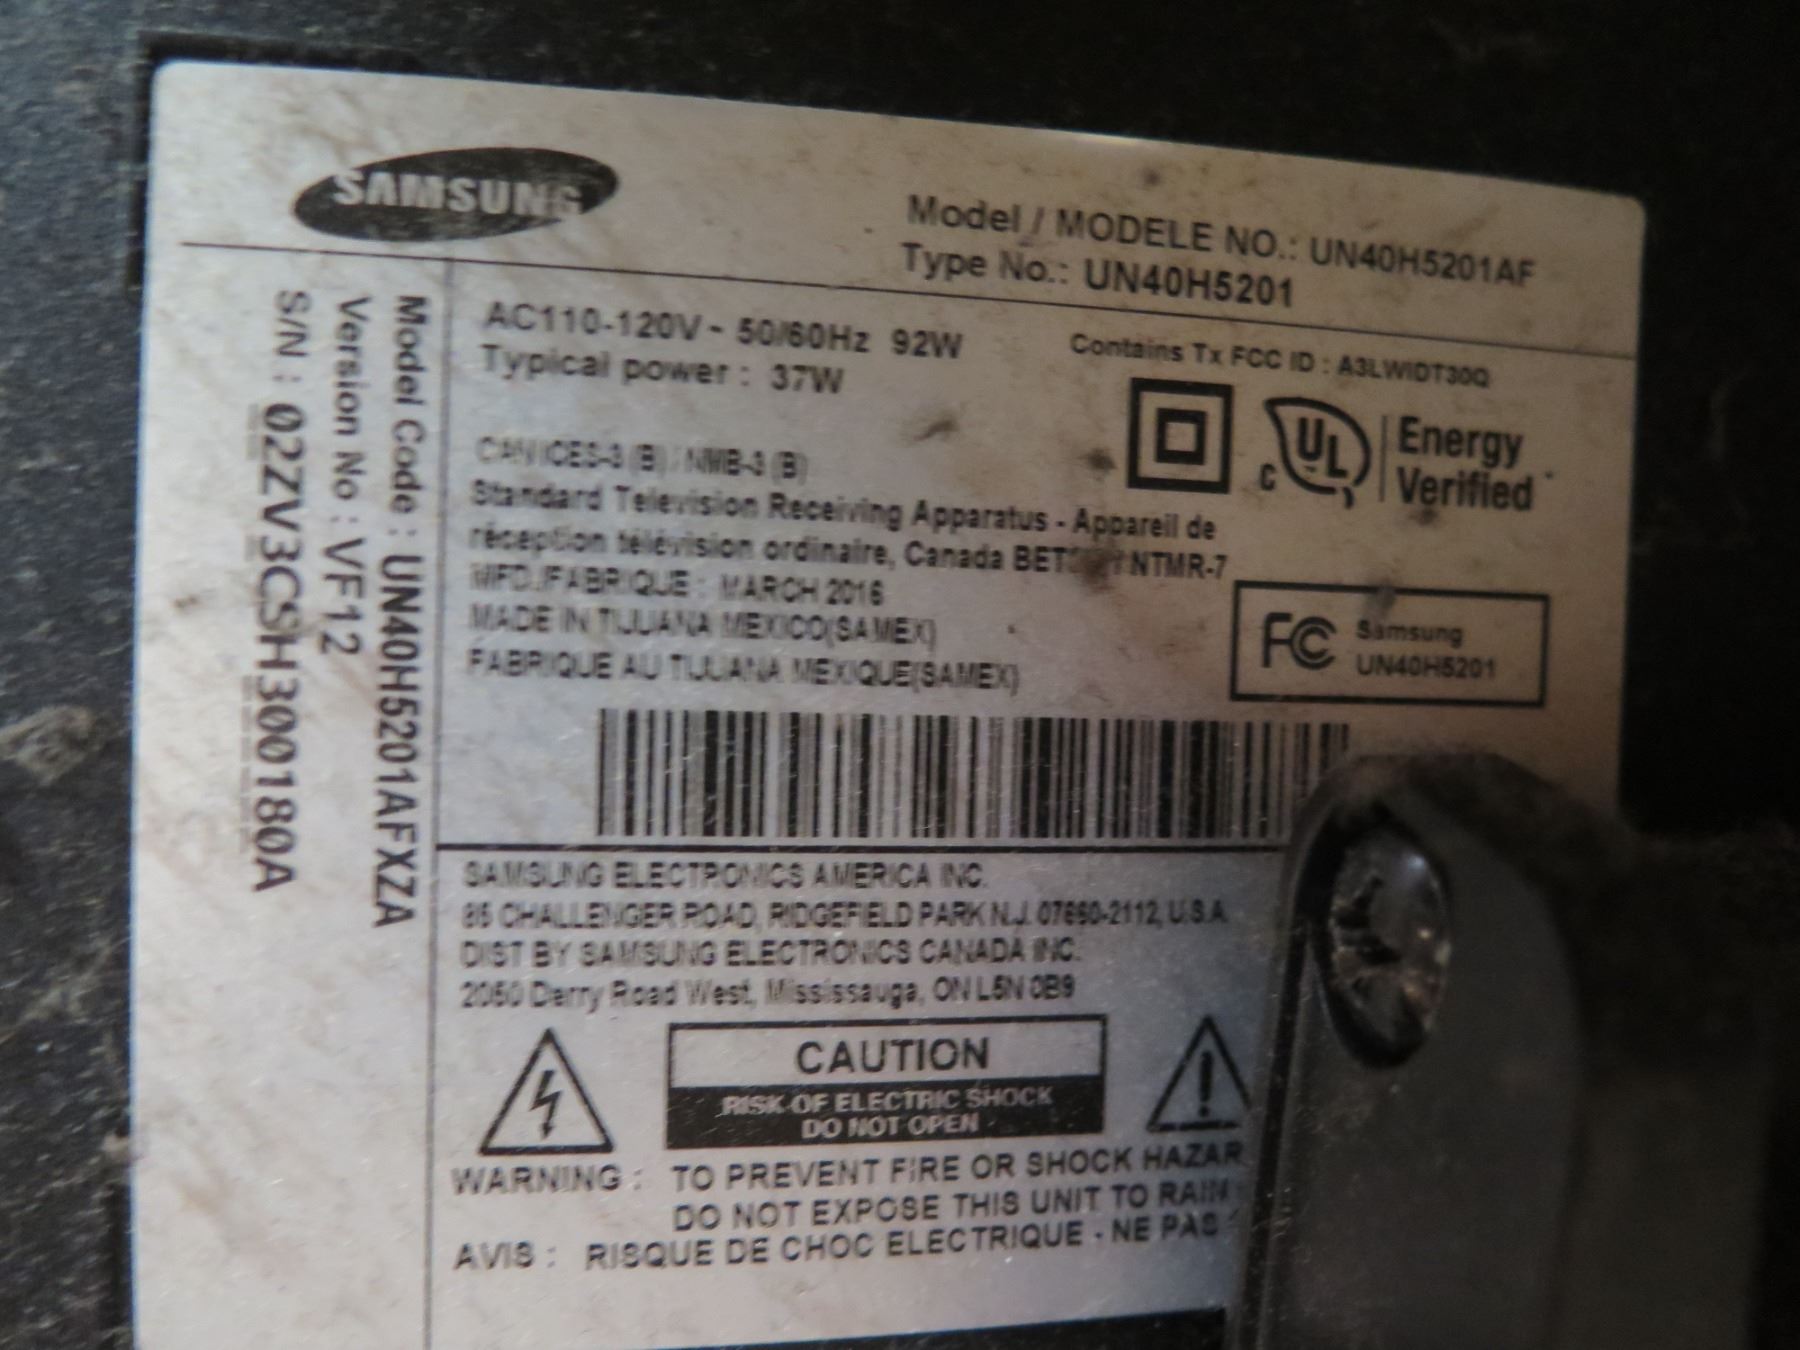 SAMSUNG
Model / MODELE NO.: UN40H5201AF
Type No.: UN40H5201
Model Code : UN40H5201AFXZA
Version No : VF12
S/N : 02ZV3CSH300180A
AC110-120V~ 50/60Hz 92W
Typical power : 37W
Contains Tx FCC ID : A3LWIDT30Q
C UL
Energy
Verified
CAN ICES-3 (B) / NMB-3 (B)
Standard Television Receiving Apparatus - Appareil de
réception télévision ordinaire, Canada NTMR-7
MFD./FABRIQUE : MARCH 2016
MADE IN TIJUANA MEXICO(SAMEX)
FABRIQUE AU TIJUANA MEXIQUE(SAMEX)
FC Samsung
UN40H5201
SAMSUNG ELECTRONICS AMERICA INC.
85 CHALLENGER ROAD, RIDGEFIELD PARK N.J. 07660-2112, U.S.A.
DIST BY SAMSUNG ELECTRONICS CANADA INC.
2050 Derry Road West, Mississauga, ON L5N 0B9
CAUTION
RISK OF ELECTRIC SHOCK
DO NOT OPEN
WARNING : TO PREVENT FIRE OR SHOCK HAZAR
DO NOT EXPOSE THIS UNIT TO RAIN
AVIS : RISQUE DE CHOC ELECTRIQUE - NE PAS